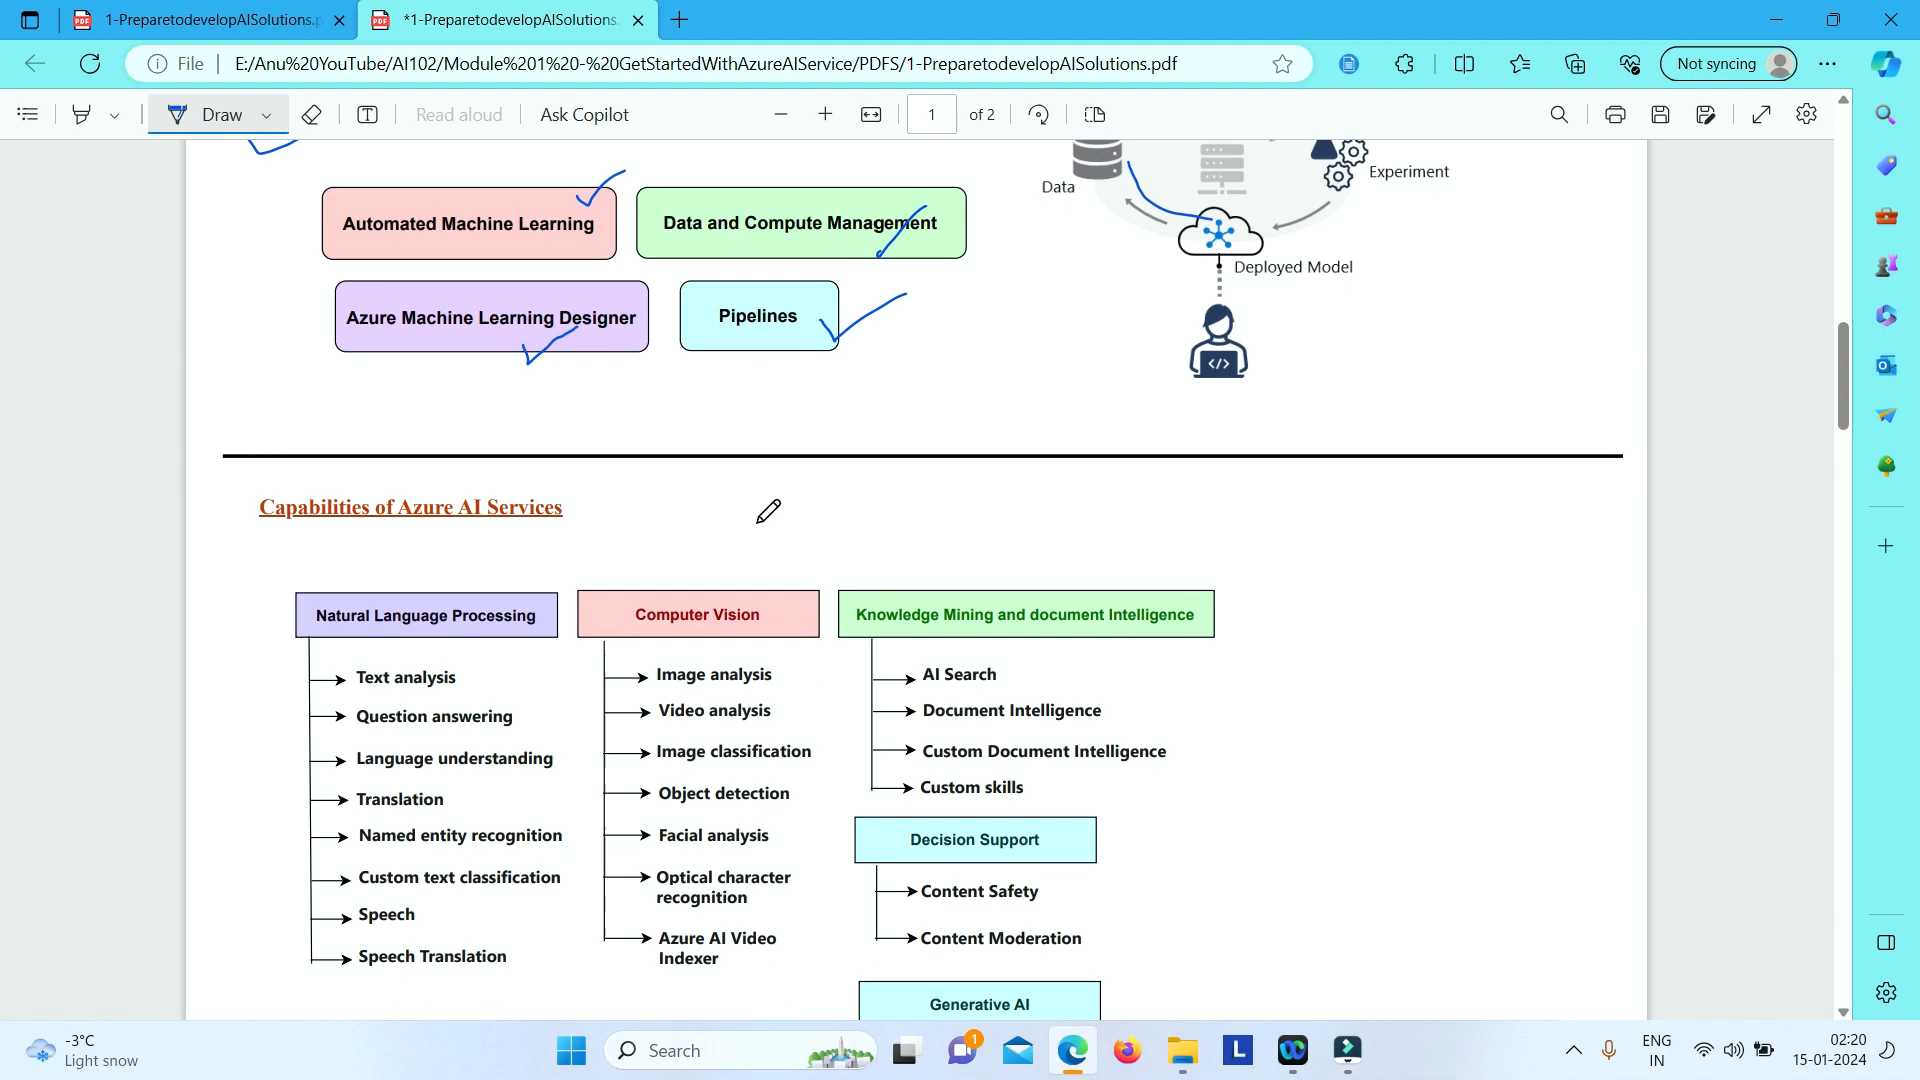 1-PreparetodevelopAISolutions.p
*1-PreparetodevelopAISolutions.
File
E:/Anu%20YouTube/AI102/Module%201%20-%20GetStartedWithAzureAIService/PDFS/1-PreparetodevelopAISolutions.pdf
Not syncing
Draw
Read aloud
Ask Copilot
1
of 2
Data
Experiment
Deployed Model
Automated Machine Learning
Data and Compute Management
Azure Machine Learning Designer
Pipelines
Capabilities of Azure AI Services
Natural Language Processing
Text analysis
Question answering
Language understanding
Translation
Named entity recognition
Custom text classification
Speech
Speech Translation
Computer Vision
Image analysis
Video analysis
Image classification
Object detection
Facial analysis
Optical character
recognition
Azure AI Video
Indexer
Knowledge Mining and document Intelligence
AI Search
Document Intelligence
Custom Document Intelligence
Custom skills
Decision Support
Content Safety
Content Moderation
Generative AI
-3°C
Light snow
Search
1
L
ENG
IN
02:20
15-01-2024